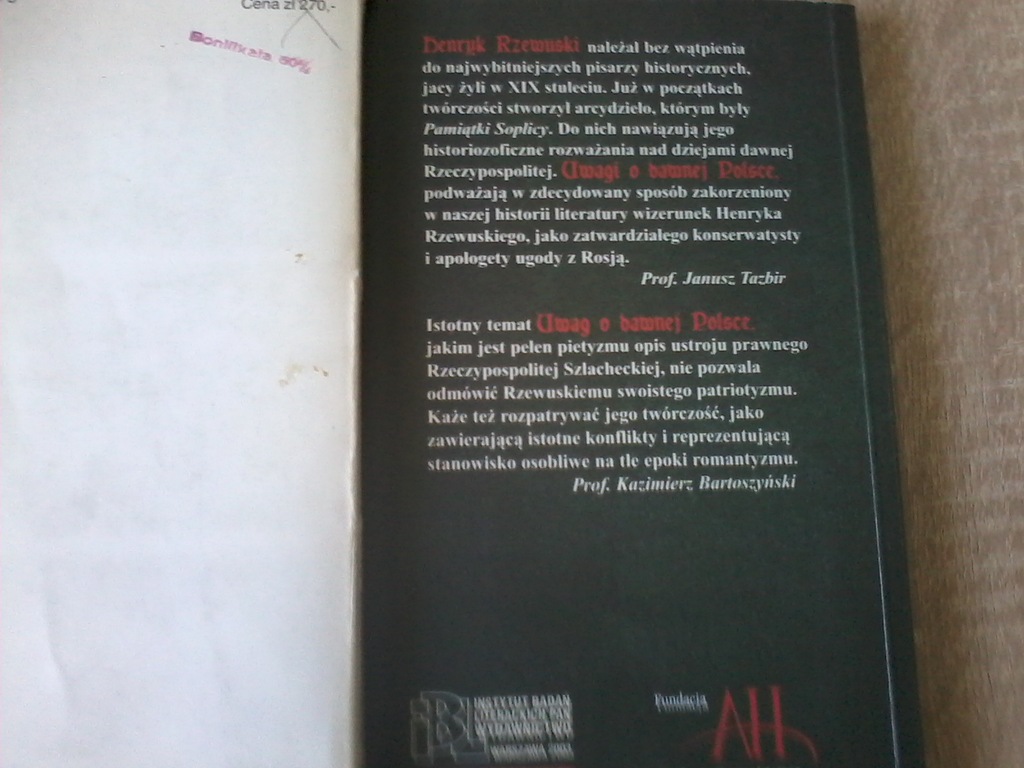 Cena zł 270,-
Bonifikata 80%
Henryk Rzewuski należał bez wątpienia
do najwybitniejszych pisarzy historycznych,
jacy żyli w XIX stuleciu. Już w początkach
twórczości stworzył arcydzieło, którym były
Pamiątki Soplicy. Do nich nawiązują jego
historiozoficzne rozważania nad dziejami dawnej
Rzeczypospolitej. Uwagi o dawnej Polsce,
podważają w zdecydowany sposób zakorzeniony
w naszej historii literatury wizerunek Henryka
Rzewuskiego, jako zatwardziałego konserwatysty
i apologety ugody z Rosją.
Prof. Janusz Tazbir
Istotny temat Uwag o dawnej Polsce,
jakim jest pełen pietyzmu opis ustroju prawnego
Rzeczypospolitej Szlacheckiej, nie pozwala
odmówić Rzewuskiemu swoistego patriotyzmu.
Każe też rozpatrywać jego twórczość, jako
zawierającą istotne konflikty i reprezentującą
stanowisko osobliwe na tle epoki romantyzmu.
Prof. Kazimierz Bartoszyński
IBL
INSTYTUT BADAŃ
LITERACKICH PAN
WYDAWNICTWO
WARSZAWA 2003
Fundacja
AH